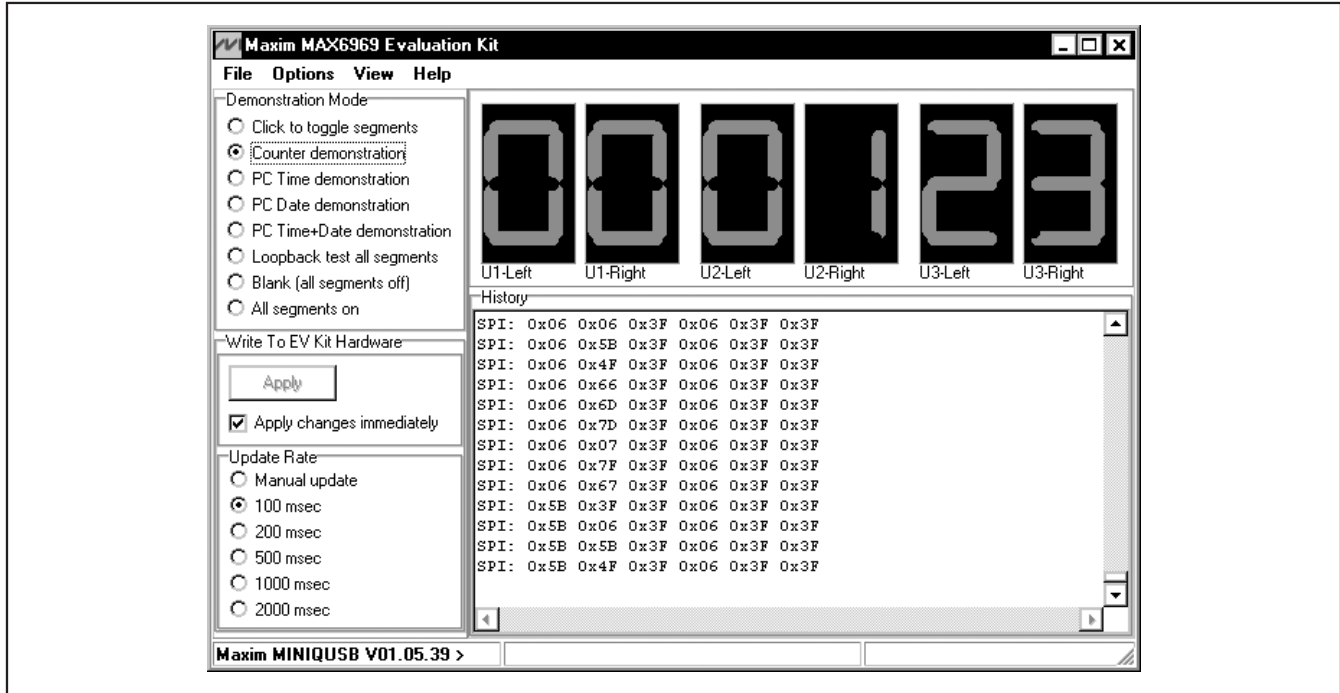 Maxim MAX6969 Evaluation Kit
File Options View Help
Demonstration Mode
Click to toggle segments
Counter demonstration
PC Time demonstration
PC Date demonstration
PC Time+Date demonstration
Loopback test all segments
Blank (all segments off)
All segments on
Write To EV Kit Hardware
Apply
Apply changes immediately
Update Rate
Manual update
100 msec
200 msec
500 msec
1000 msec
2000 msec
000123
U1-Left U1-Right U2-Left U2-Right U3-Left U3-Right
History
SPI: 0x06 0x06 0x3F 0x06 0x3F 0x3F
SPI: 0x06 0x5B 0x3F 0x06 0x3F 0x3F
SPI: 0x06 0x4F 0x3F 0x06 0x3F 0x3F
SPI: 0x06 0x66 0x3F 0x06 0x3F 0x3F
SPI: 0x06 0x6D 0x3F 0x06 0x3F 0x3F
SPI: 0x06 0x7D 0x3F 0x06 0x3F 0x3F
SPI: 0x06 0x07 0x3F 0x06 0x3F 0x3F
SPI: 0x06 0x7F 0x3F 0x06 0x3F 0x3F
SPI: 0x06 0x67 0x3F 0x06 0x3F 0x3F
SPI: 0x5B 0x3F 0x3F 0x06 0x3F 0x3F
SPI: 0x5B 0x06 0x3F 0x06 0x3F 0x3F
SPI: 0x5B 0x5B 0x3F 0x06 0x3F 0x3F
SPI: 0x5B 0x4F 0x3F 0x06 0x3F 0x3F
Maxim MINIQUSB V01.05.39 >